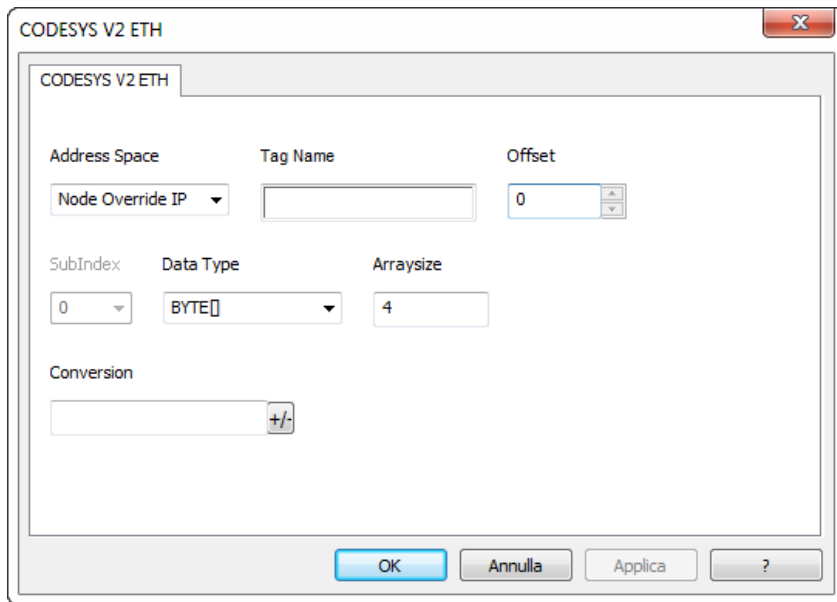 CODESYS V2 ETH
CODESYS V2 ETH
Address Space Tag Name Offset
Node Override IP 0
SubIndex Data Type Arraysize
0 BYTE[] 4
Conversion
+/-
OK Annulla Applica ?